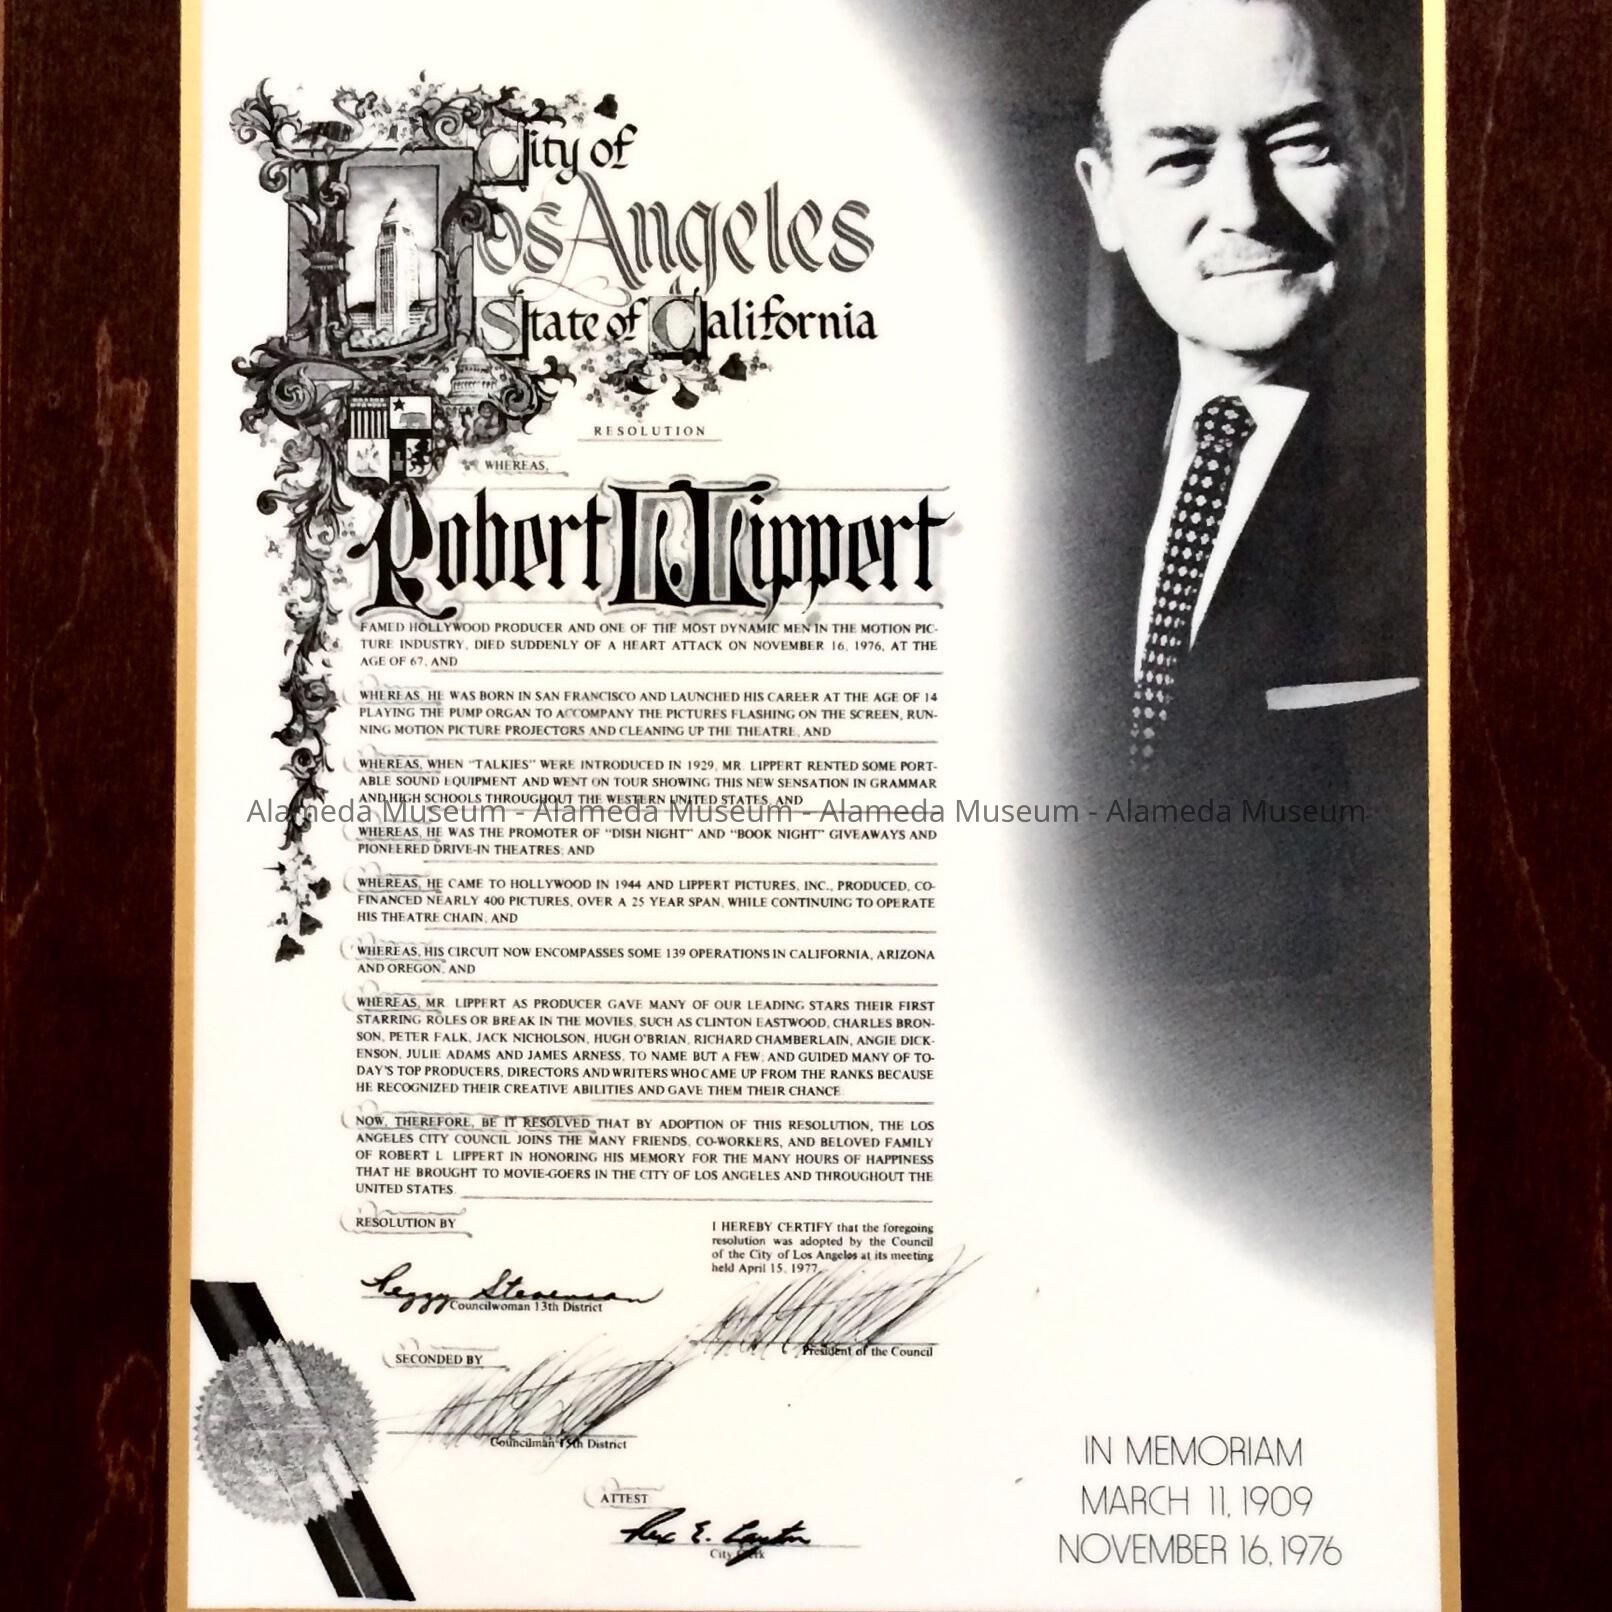 City of
Los Angeles
State of California
RESOLUTION
WHEREAS,
Robert L. Lippert
FAMED HOLLYWOOD PRODUCER AND ONE OF THE MOST DYNAMIC MEN IN THE MOTION PIC-
TURE INDUSTRY, DIED SUDDENLY OF A HEART ATTACK ON NOVEMBER 16, 1976, AT THE
AGE OF 67; AND
WHEREAS, HE WAS BORN IN SAN FRANCISCO AND LAUNCHED HIS CAREER AT THE AGE OF 14
PLAYING THE PUMP ORGAN TO ACCOMPANY THE PICTURES FLASHING ON THE SCREEN, RUN-
NING MOTION PICTURE PROJECTORS AND CLEANING UP THE THEATRE; AND
WHEREAS, WHEN "TALKIES" WERE INTRODUCED IN 1929, MR. LIPPERT RENTED SOME PORT-
ABLE SOUND EQUIPMENT AND WENT ON TOUR SHOWING THIS NEW SENSATION IN GRAMMAR
AND HIGH SCHOOLS THROUGHOUT THE WESTERN UNITED STATES; AND
Alameda Museum - Alameda Museum - Alameda Museum - Alameda Museum
WHEREAS, HE WAS THE PROMOTER OF "DISH NIGHT" AND "BOOK NIGHT" GIVEAWAYS AND
PIONEERED DRIVE-IN THEATRES; AND
WHEREAS, HE CAME TO HOLLYWOOD IN 1944 AND LIPPERT PICTURES, INC., PRODUCED, CO-
FINANCED NEARLY 400 PICTURES, OVER A 25 YEAR SPAN, WHILE CONTINUING TO OPERATE
HIS THEATRE CHAIN; AND
WHEREAS, HIS CIRCUIT NOW ENCOMPASSES SOME 139 OPERATIONS IN CALIFORNIA, ARIZONA
AND OREGON; AND
WHEREAS, MR. LIPPERT AS PRODUCER GAVE MANY OF OUR LEADING STARS THEIR FIRST
STARRING ROLES OR BREAK IN THE MOVIES, SUCH AS CLINTON EASTWOOD, CHARLES BRON-
SON, PETER FALK, JACK NICHOLSON, HUGH O'BRIAN, RICHARD CHAMBERLAIN, ANGIE DICK-
ENSON, JULIE ADAMS AND JAMES ARNESS, TO NAME BUT A FEW; AND GUIDED MANY OF TO-
DAY'S TOP PRODUCERS, DIRECTORS AND WRITERS WHO CAME UP FROM THE RANKS BECAUSE
HE RECOGNIZED THEIR CREATIVE ABILITIES AND GAVE THEM THEIR CHANCE.
NOW, THEREFORE, BE IT RESOLVED THAT BY ADOPTION OF THIS RESOLUTION, THE LOS
ANGELES CITY COUNCIL JOINS THE MANY FRIENDS, CO-WORKERS, AND BELOVED FAMILY
OF ROBERT L. LIPPERT IN HONORING HIS MEMORY FOR THE MANY HOURS OF HAPPINESS
THAT HE BROUGHT TO MOVIE-GOERS IN THE CITY OF LOS ANGELES AND THROUGHOUT THE
UNITED STATES.
RESOLUTION BY
Peggy Stevenson
Councilwoman 13th District
I HEREBY CERTIFY that the foregoing
resolution was adopted by the Council
of the City of Los Angeles at its meeting
held April 15, 1977.
President of the Council
SECONDED BY
Councilman 15th District
ATTEST
Rex E. Layton
City Clerk
IN MEMORIAM
MARCH 11, 1909
NOVEMBER 16, 1976